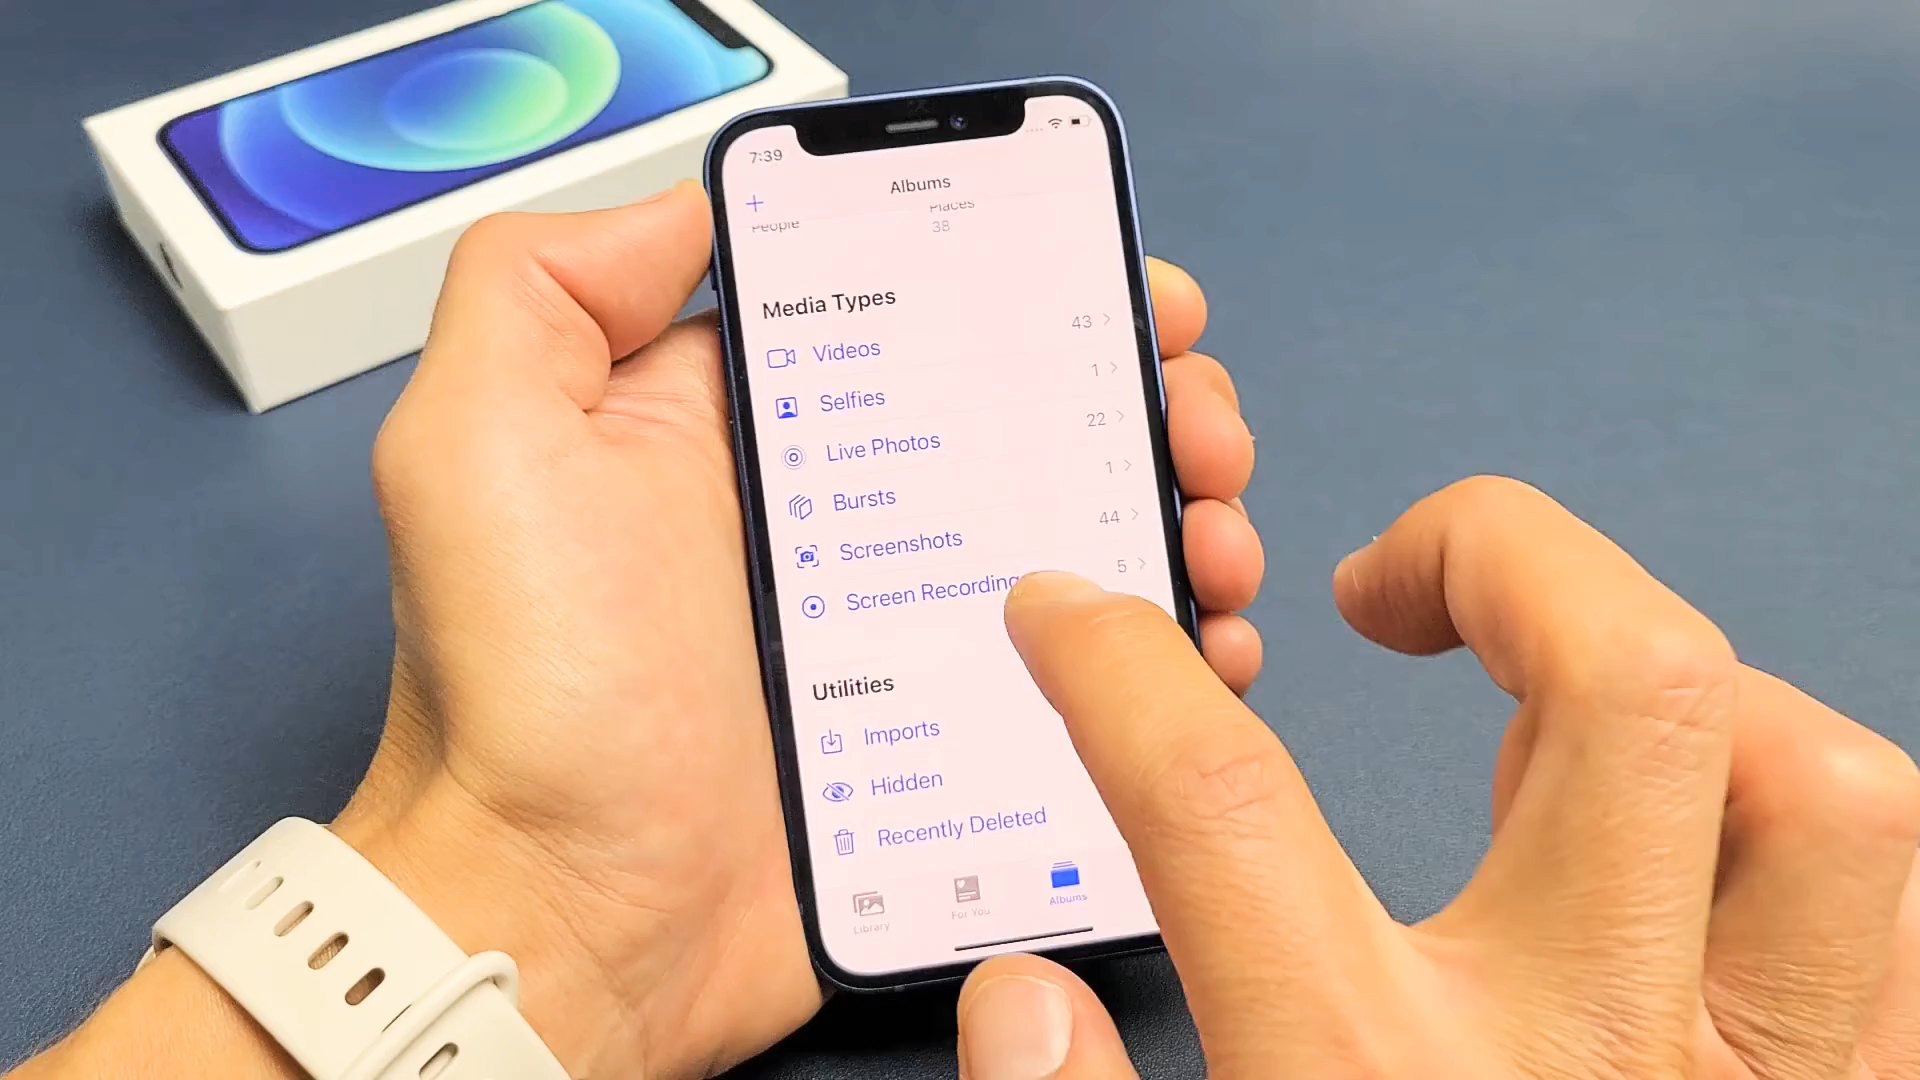 7:39
Albums
People
Places
38
Media Types
Videos 43
Selfies 1
Live Photos 22
Bursts 1
Screenshots 44
Screen Recording 5
Utilities
Imports
Hidden
Recently Deleted
Library
For You
Albums